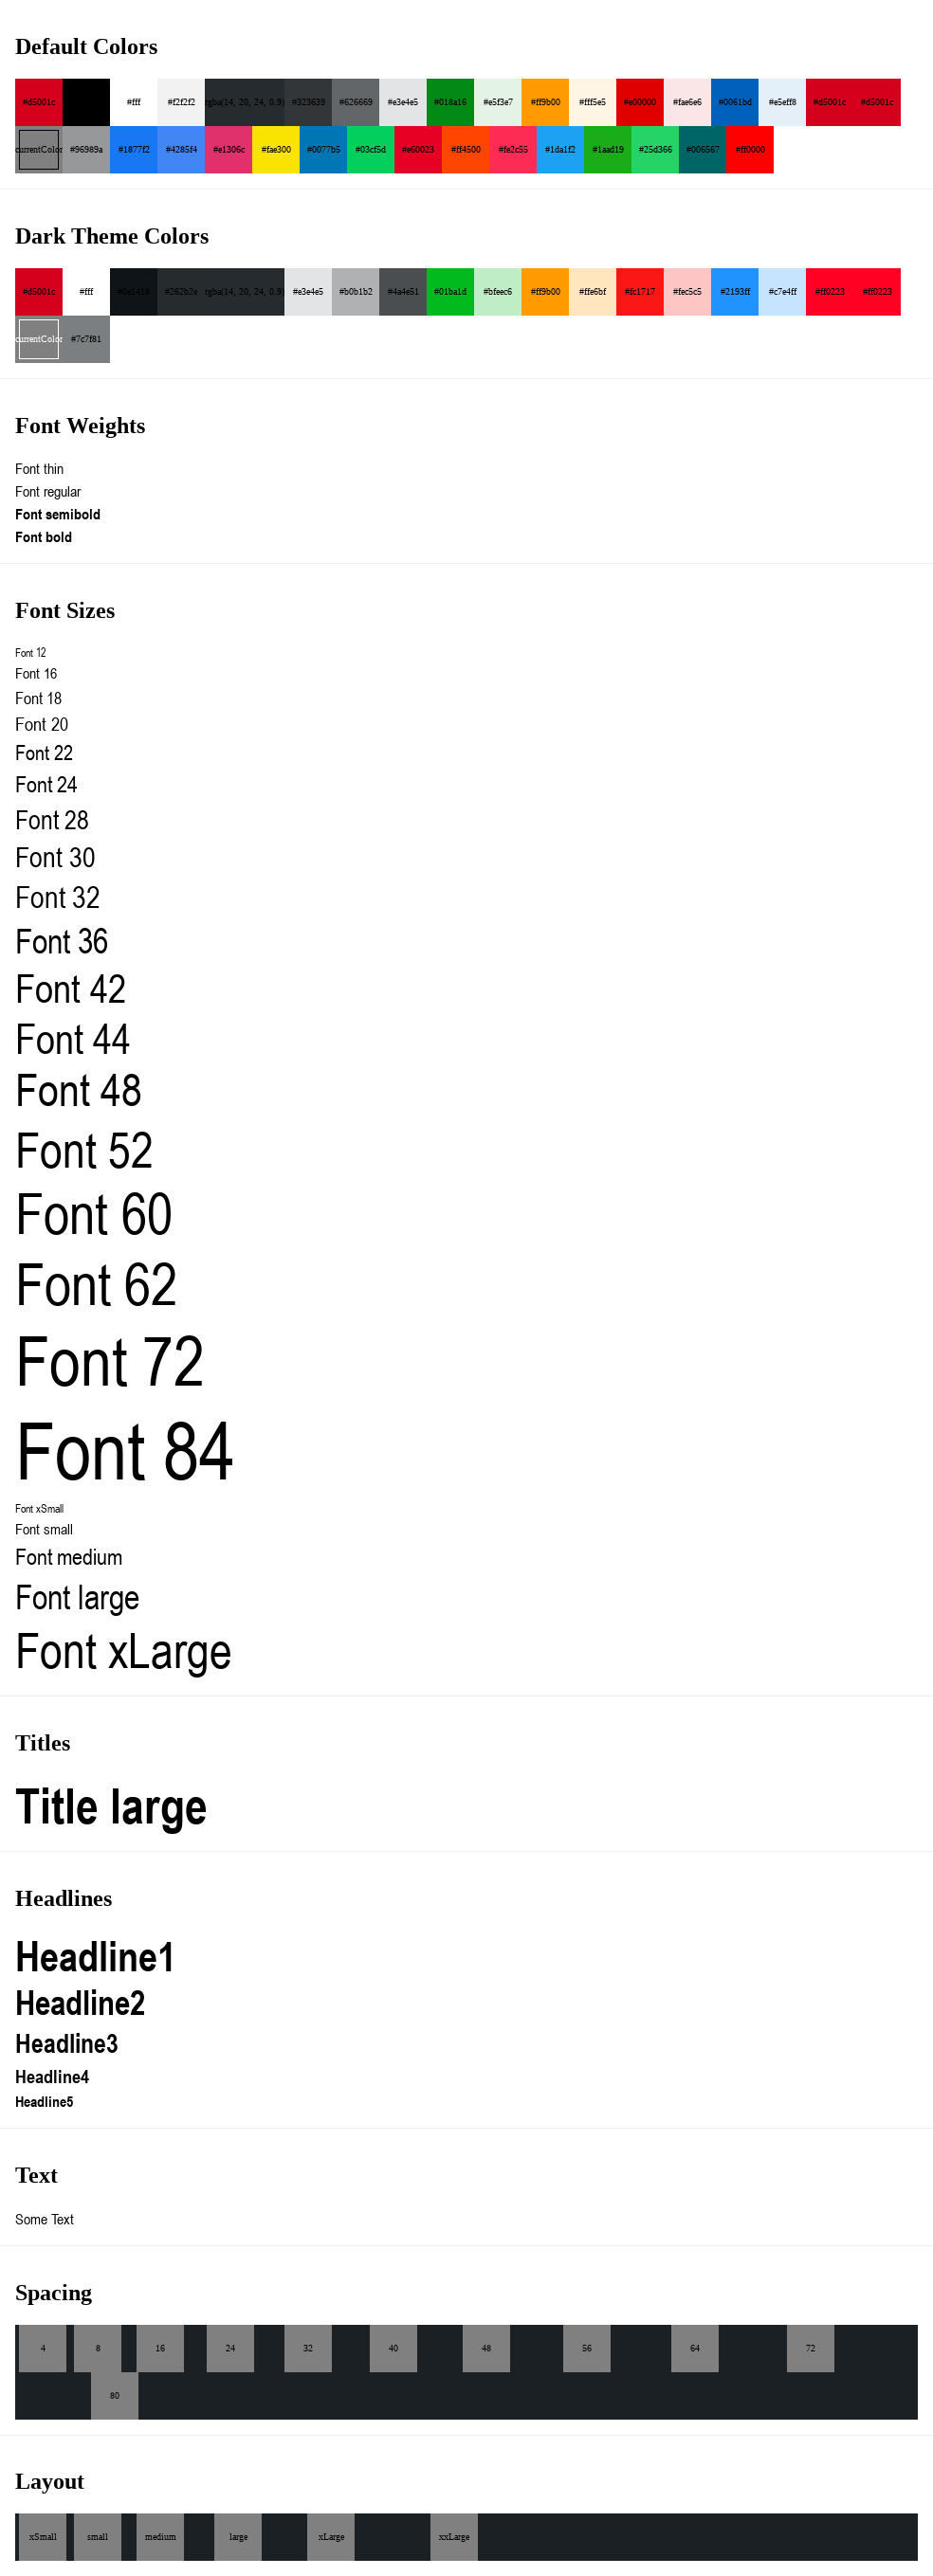 Default Colors
#d5001c #fff #f2f2f2 rgba(14, 20, 24, 0.9) #323639 #626669 #e3e4e5 #018a16 #e5f3e7 #ff9b00 #fff5e5 #e00000 #fae6e6 #0061bd #e5eff8 #d5001c #d5001c
currentColor #96989a #1877f2 #4285f4 #e1306c #fae300 #0077b5 #03cf5d #e60023 #ff4500 #fe2c55 #1da1f2 #1aad19 #25d366 #006567 #ff0000
Dark Theme Colors
#d5001c #fff #0e1418 #262b2e rgba(14, 20, 24, 0.9) #e3e4e5 #b0b1b2 #4a4e51 #01ba1d #bfeec6 #ff9b00 #ffe6bf #fc1717 #fec5c5 #2193ff #c7e4ff #ff0223 #ff0223
currentColor #7c7f81
Font Weights
Font thin
Font regular
Font semibold
Font bold
Font Sizes
Font 12
Font 16
Font 18
Font 20
Font 22
Font 24
Font 28
Font 30
Font 32
Font 36
Font 42
Font 44
Font 48
Font 52
Font 60
Font 62
Font 72
Font 84
Font xSmall
Font small
Font medium
Font large
Font xLarge
Titles
Title large
Headlines
Headline1
Headline2
Headline3
Headline4
Headline5
Text
Some Text
Spacing
4 8 16 24 32 40 48 56 64 72
80
Layout
xSmall small medium large xLarge xxLarge